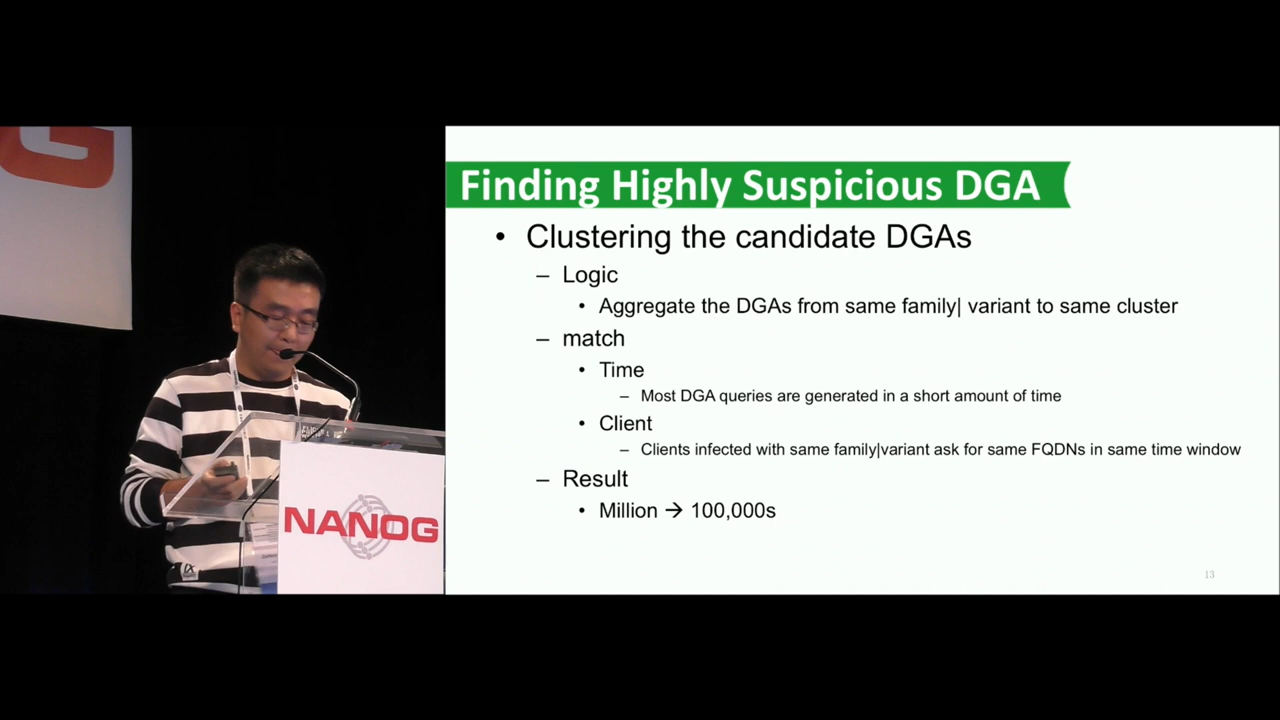 Finding Highly Suspicious DGA
• Clustering the candidate DGAs
– Logic
• Aggregate the DGAs from same family| variant to same cluster
– match
• Time
– Most DGA queries are generated in a short amount of time
• Client
– Clients infected with same family|variant ask for same FQDNs in same time window
– Result
• Million → 100,000s
13
NANOG
G